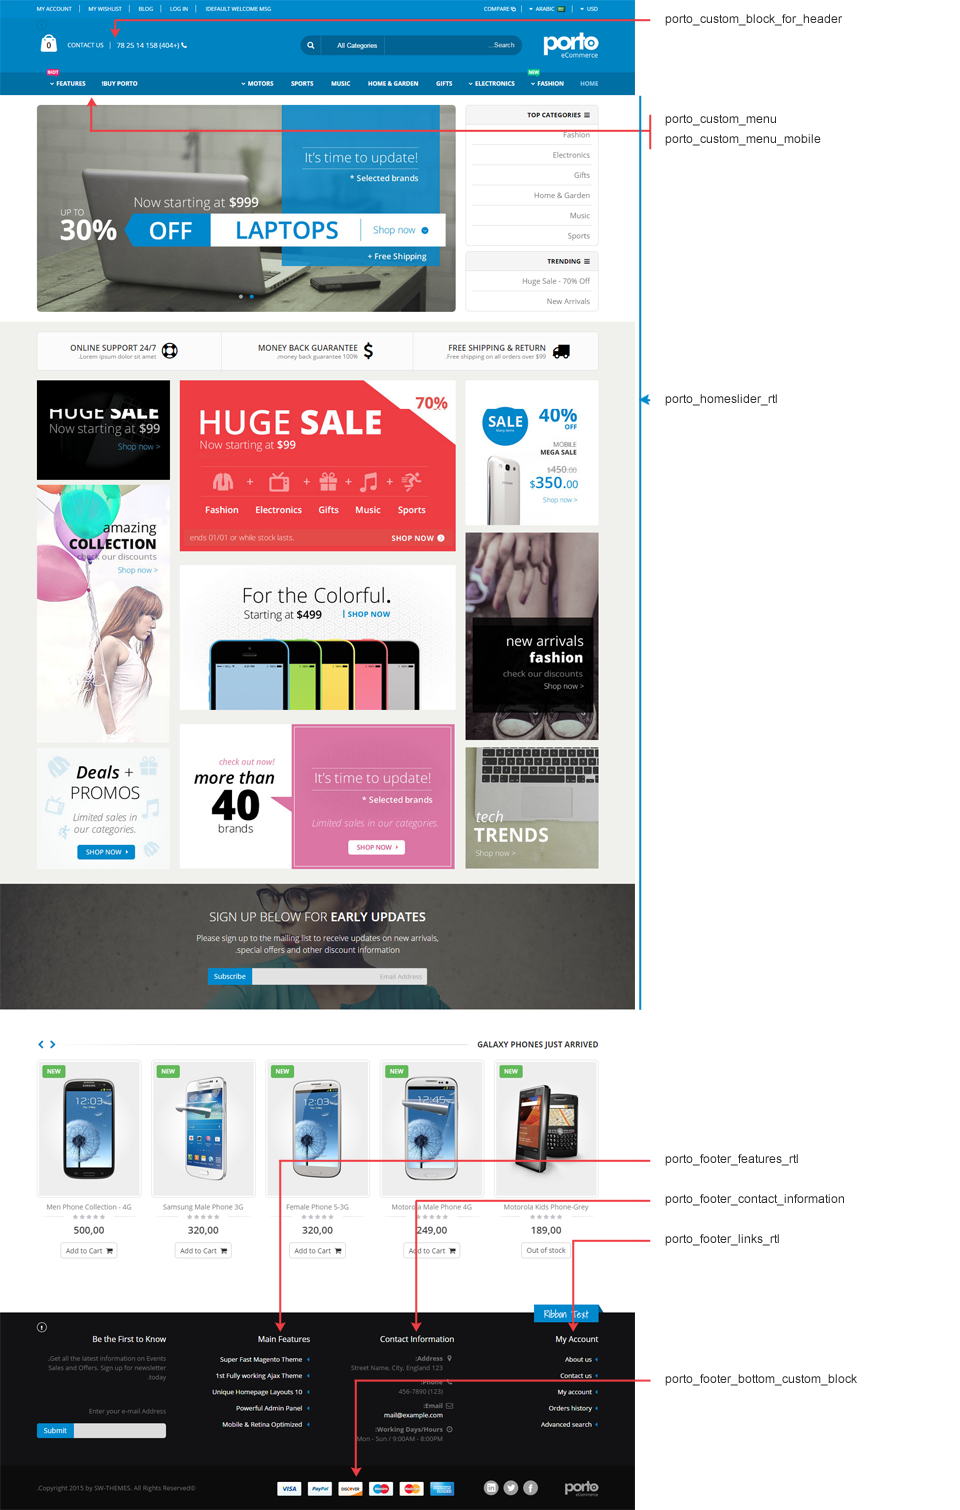 MY ACCOUNT | MY WISHLIST | BLOG | LOG IN | !DEFAULT WELCOME MSG
COMPARE | ARABIC | USD
porto_custom_block_for_header
0
CONTACT US | 78 25 14 158 (404+)
All Categories
...Search
porto
eCommerce
HOT
NEW
FEATURES
!BUY PORTO
MOTORS
SPORTS
MUSIC
HOME & GARDEN
GIFTS
ELECTRONICS
FASHION
HOME
porto_custom_menu
porto_custom_menu_mobile
It's time to update!
* Selected brands
Now starting at $999
UP TO
30%
OFF
LAPTOPS
Shop now
+ Free Shipping
TOP CATEGORIES
Fashion
Electronics
Gifts
Home & Garden
Music
Sports
TRENDING
Huge Sale - 70% Off
New Arrivals
ONLINE SUPPORT 24/7
.Lorem ipsum dolor sit amet
MONEY BACK GUARANTEE
.money back guarantee 100%
FREE SHIPPING & RETURN
.Free shipping on all orders over $99
porto_homeslider_rtl
HUGE SALE
Now starting at $99
Shop now <
70%
HUGE SALE
Now starting at $99
+ + + +
Fashion
Electronics
Gifts
Music
Sports
ends 01/01 or while stock lasts.
SHOP NOW
SALE
40%
OFF
MOBILE
MEGA SALE
$450.00
$350.00
Shop now <
amazing
COLLECTION
check our discounts
Shop now >
For the Colorful.
Starting at $499
| SHOP NOW
new arrivals
fashion
check our discounts
Shop now >
Deals +
PROMOS
Limited sales in
our categories.
SHOP NOW
check out now!
more than
40
brands
It's time to update!
* Selected brands
Limited sales in our categories.
SHOP NOW
tech
TRENDS
Shop now >
SIGN UP BELOW FOR EARLY UPDATES
Please sign up to the mailing list to receive updates on new arrivals,
.special offers and other discount information
Subscribe
Email Address
GALAXY PHONES JUST ARRIVED
NEW
NEW
NEW
NEW
Men Phone Collection - 4G
500,00
Add to Cart
Samsung Male Phone 3G
320,00
Add to Cart
Female Phone 5-3G
320,00
Add to Cart
Motorola Male Phone 4G
249,00
Add to Cart
Motorola Kids Phone-Grey
189,00
Out of stock
porto_footer_features_rtl
porto_footer_contact_information
porto_footer_links_rtl
Ribbon Text
Be the First to Know
.Get all the latest information on Events
Sales and Offers. Sign up for newsletter
.today
Enter your e-mail Address
Submit
Main Features
Super Fast Magento Theme
1st Fully working Ajax Theme
Unique Homepage Layouts 10
Powerful Admin Panel
Mobile & Retina Optimized
Contact Information
:Address
Street Name, City, England 123
:Phone
456-7890 (123)
:Email
mail@example.com
:Working Days/Hours
Mon - Sun / 9:00AM - 8:00PM
My Account
About us
Contact us
My account
Orders history
Advanced search
porto_footer_bottom_custom_block
.Copyright 2015 by SW-THEMES. All Rights Reserved©
VISA
PayPal
DISCOVER
porto
eCommerce